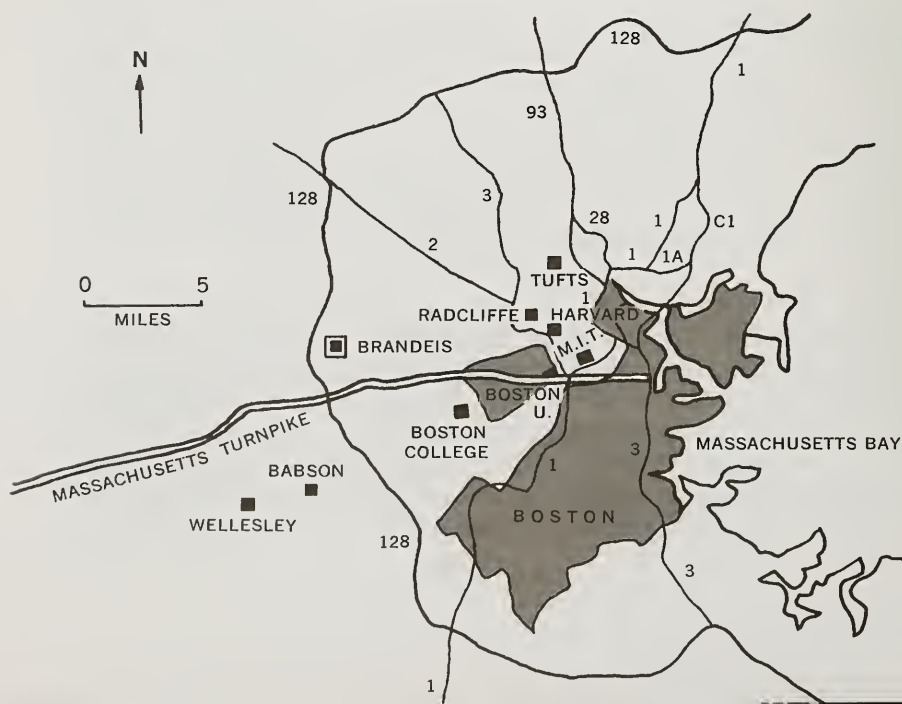 128
1
N
93
128
3
28
1
C1
2
1
1A
0 5
MILES
TUFTS
1
RADCLIFFE
HARVARD
BRANDEIS
M.I.T.
BOSTON
U.
BOSTON
COLLEGE
MASSACHUSETTS BAY
MASSACHUSETTS TURNPIKE
1
3
BABSON
WELLESLEY
BOSTON
128
3
1